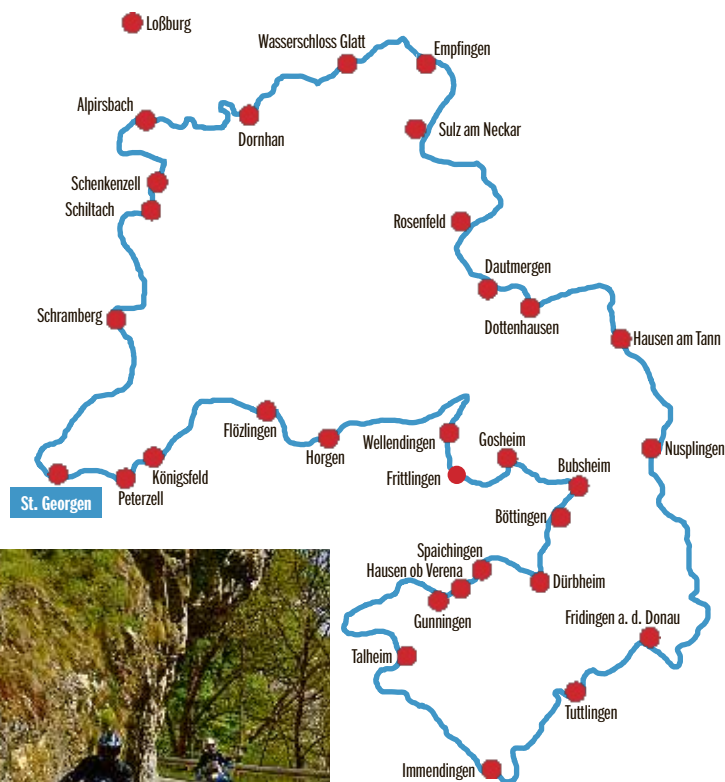 Loßburg
Wasserschloss Glatt
Empfingen
Alpirsbach
Dornhan
Sulz am Neckar
Schenkenzell
Schiltach
Rosenfeld
Dautmergen
Schramberg
Dottenhausen
Hausen am Tann
Flözlingen
Horgen
Wellendingen
Gosheim
Nusplingen
Königsfeld
Frittlingen
Bubsheim
St. Georgen
Peterzell
Böttingen
Spaichingen
Hausen ob Verena
Dürbheim
Gunningen
Fridingen a. d. Donau
Talheim
Tuttlingen
Immendingen